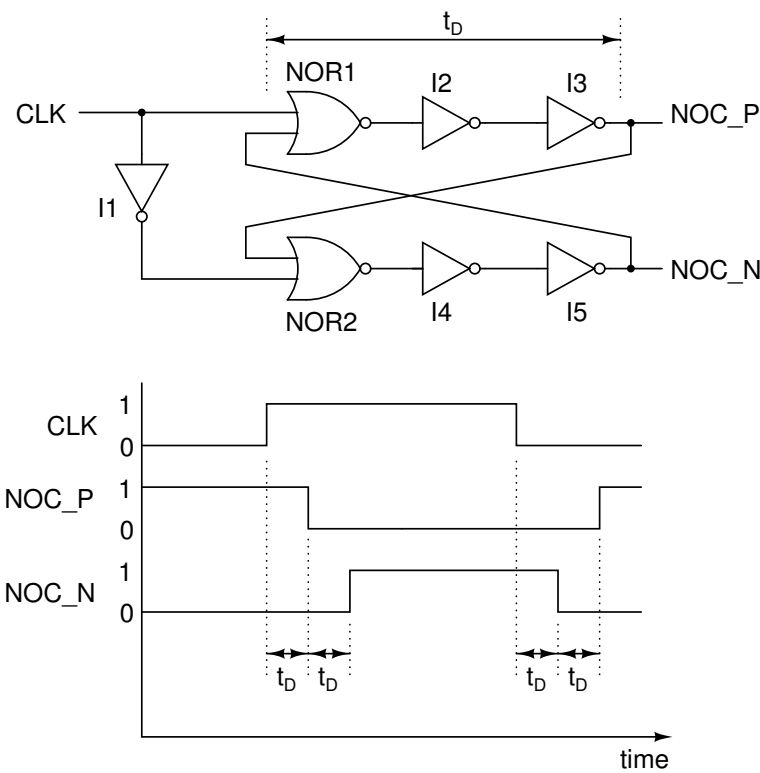 t_D
NOR1
I2
I3
CLK
NOC_P
I1
NOC_N
NOR2
I4
I5
1
CLK
0
1
NOC_P
0
1
NOC_N
0
t_D
t_D
t_D
t_D
time